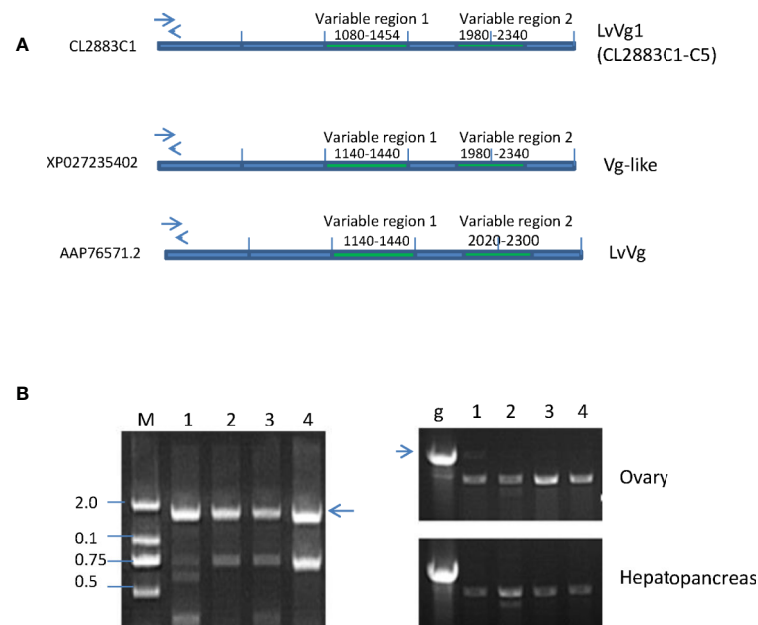 A
Variable region 1
Variable region 2
CL2883C1
1080-1454
1980-2340
LvVg1
(CL2883C1-C5)
Variable region 1
Variable region 2
XP027235402
1140-1440
1980-2340
Vg-like
Variable region 1
Variable region 2
AAP76571.2
1140-1440
2020-2300
LvVg
B
M 1 2 3 4
2.0
0.1
0.75
0.5
g 1 2 3 4
Ovary
Hepatopancreas